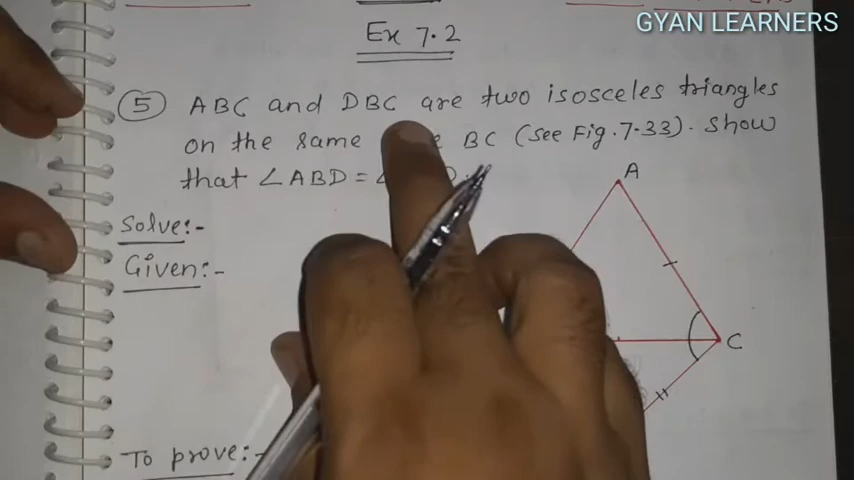 GYAN LEARNERS
Ex 7.2
5 ABC and DBC are two isosceles triangles
on the same BC (see Fig. 7.33). Show
that ∠ABD = ∠
A
Solve:-
Given:-
C
To prove:-